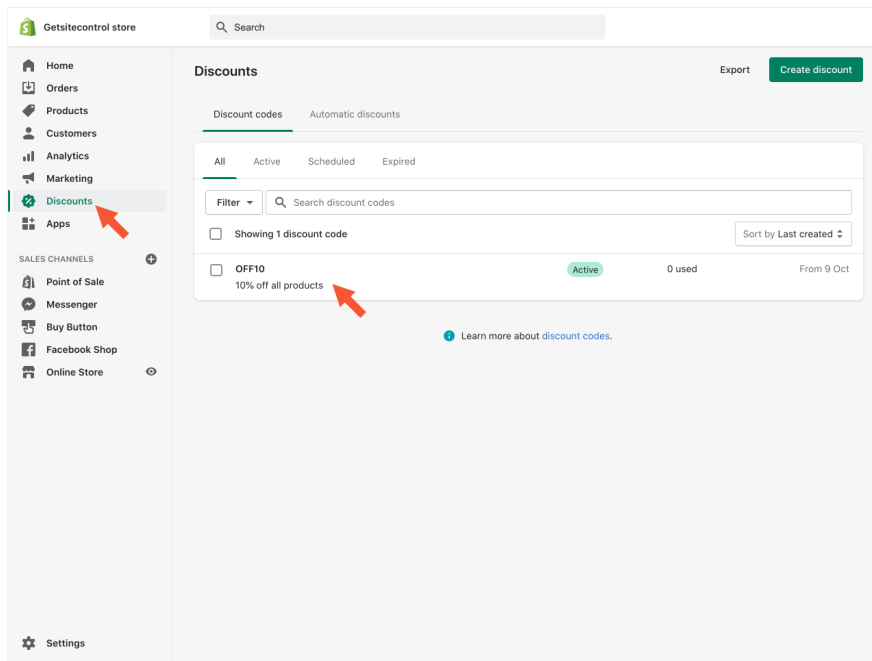 Getsitecontrol store
Search
Home
Orders
Products
Customers
Analytics
Marketing
Discounts
Apps
SALES CHANNELS
Point of Sale
Messenger
Buy Button
Facebook Shop
Online Store
Settings
Discounts
Export
Create discount
Discount codes Automatic discounts
All Active Scheduled Expired
Filter Search discount codes
Showing 1 discount code Sort by Last created
OFF10 Active 0 used From 9 Oct
10% off all products
Learn more about discount codes.